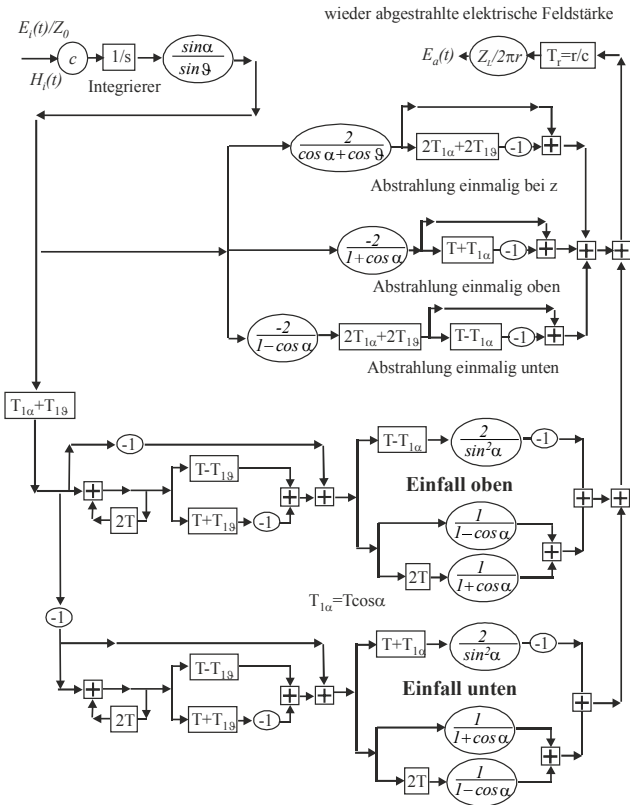 wieder abgestrahlte elektrische Feldstärke
E_i(t)/Z_0
H_i(t)
c
1/s
Integrierer
sinα
sinϑ
E_a(t)
Z_L/2πr
T_r=r/c
2
cos α+cos ϑ
2T_1α+2T_1ϑ
-1
+
Abstrahlung einmalig bei z
-2
1+cos α
T+T_1α
-1
+
+
+
Abstrahlung einmalig oben
-2
1-cos α
2T_1α+2T_1ϑ
T-T_1α
-1
+
Abstrahlung einmalig unten
T_1α+T_1ϑ
-1
T-T_1α
2
sin²α
-1
+
T-T_1ϑ
2T
T+T_1ϑ
-1
+
+
Einfall oben
+
+
1
1-cos α
2T
1
1+cos α
+
T_1α=Tcosα
-1
T+T_1α
2
sin²α
-1
+
T-T_1ϑ
2T
T+T_1ϑ
-1
+
+
Einfall unten
+
1
1+cos α
2T
1
1-cos α
+